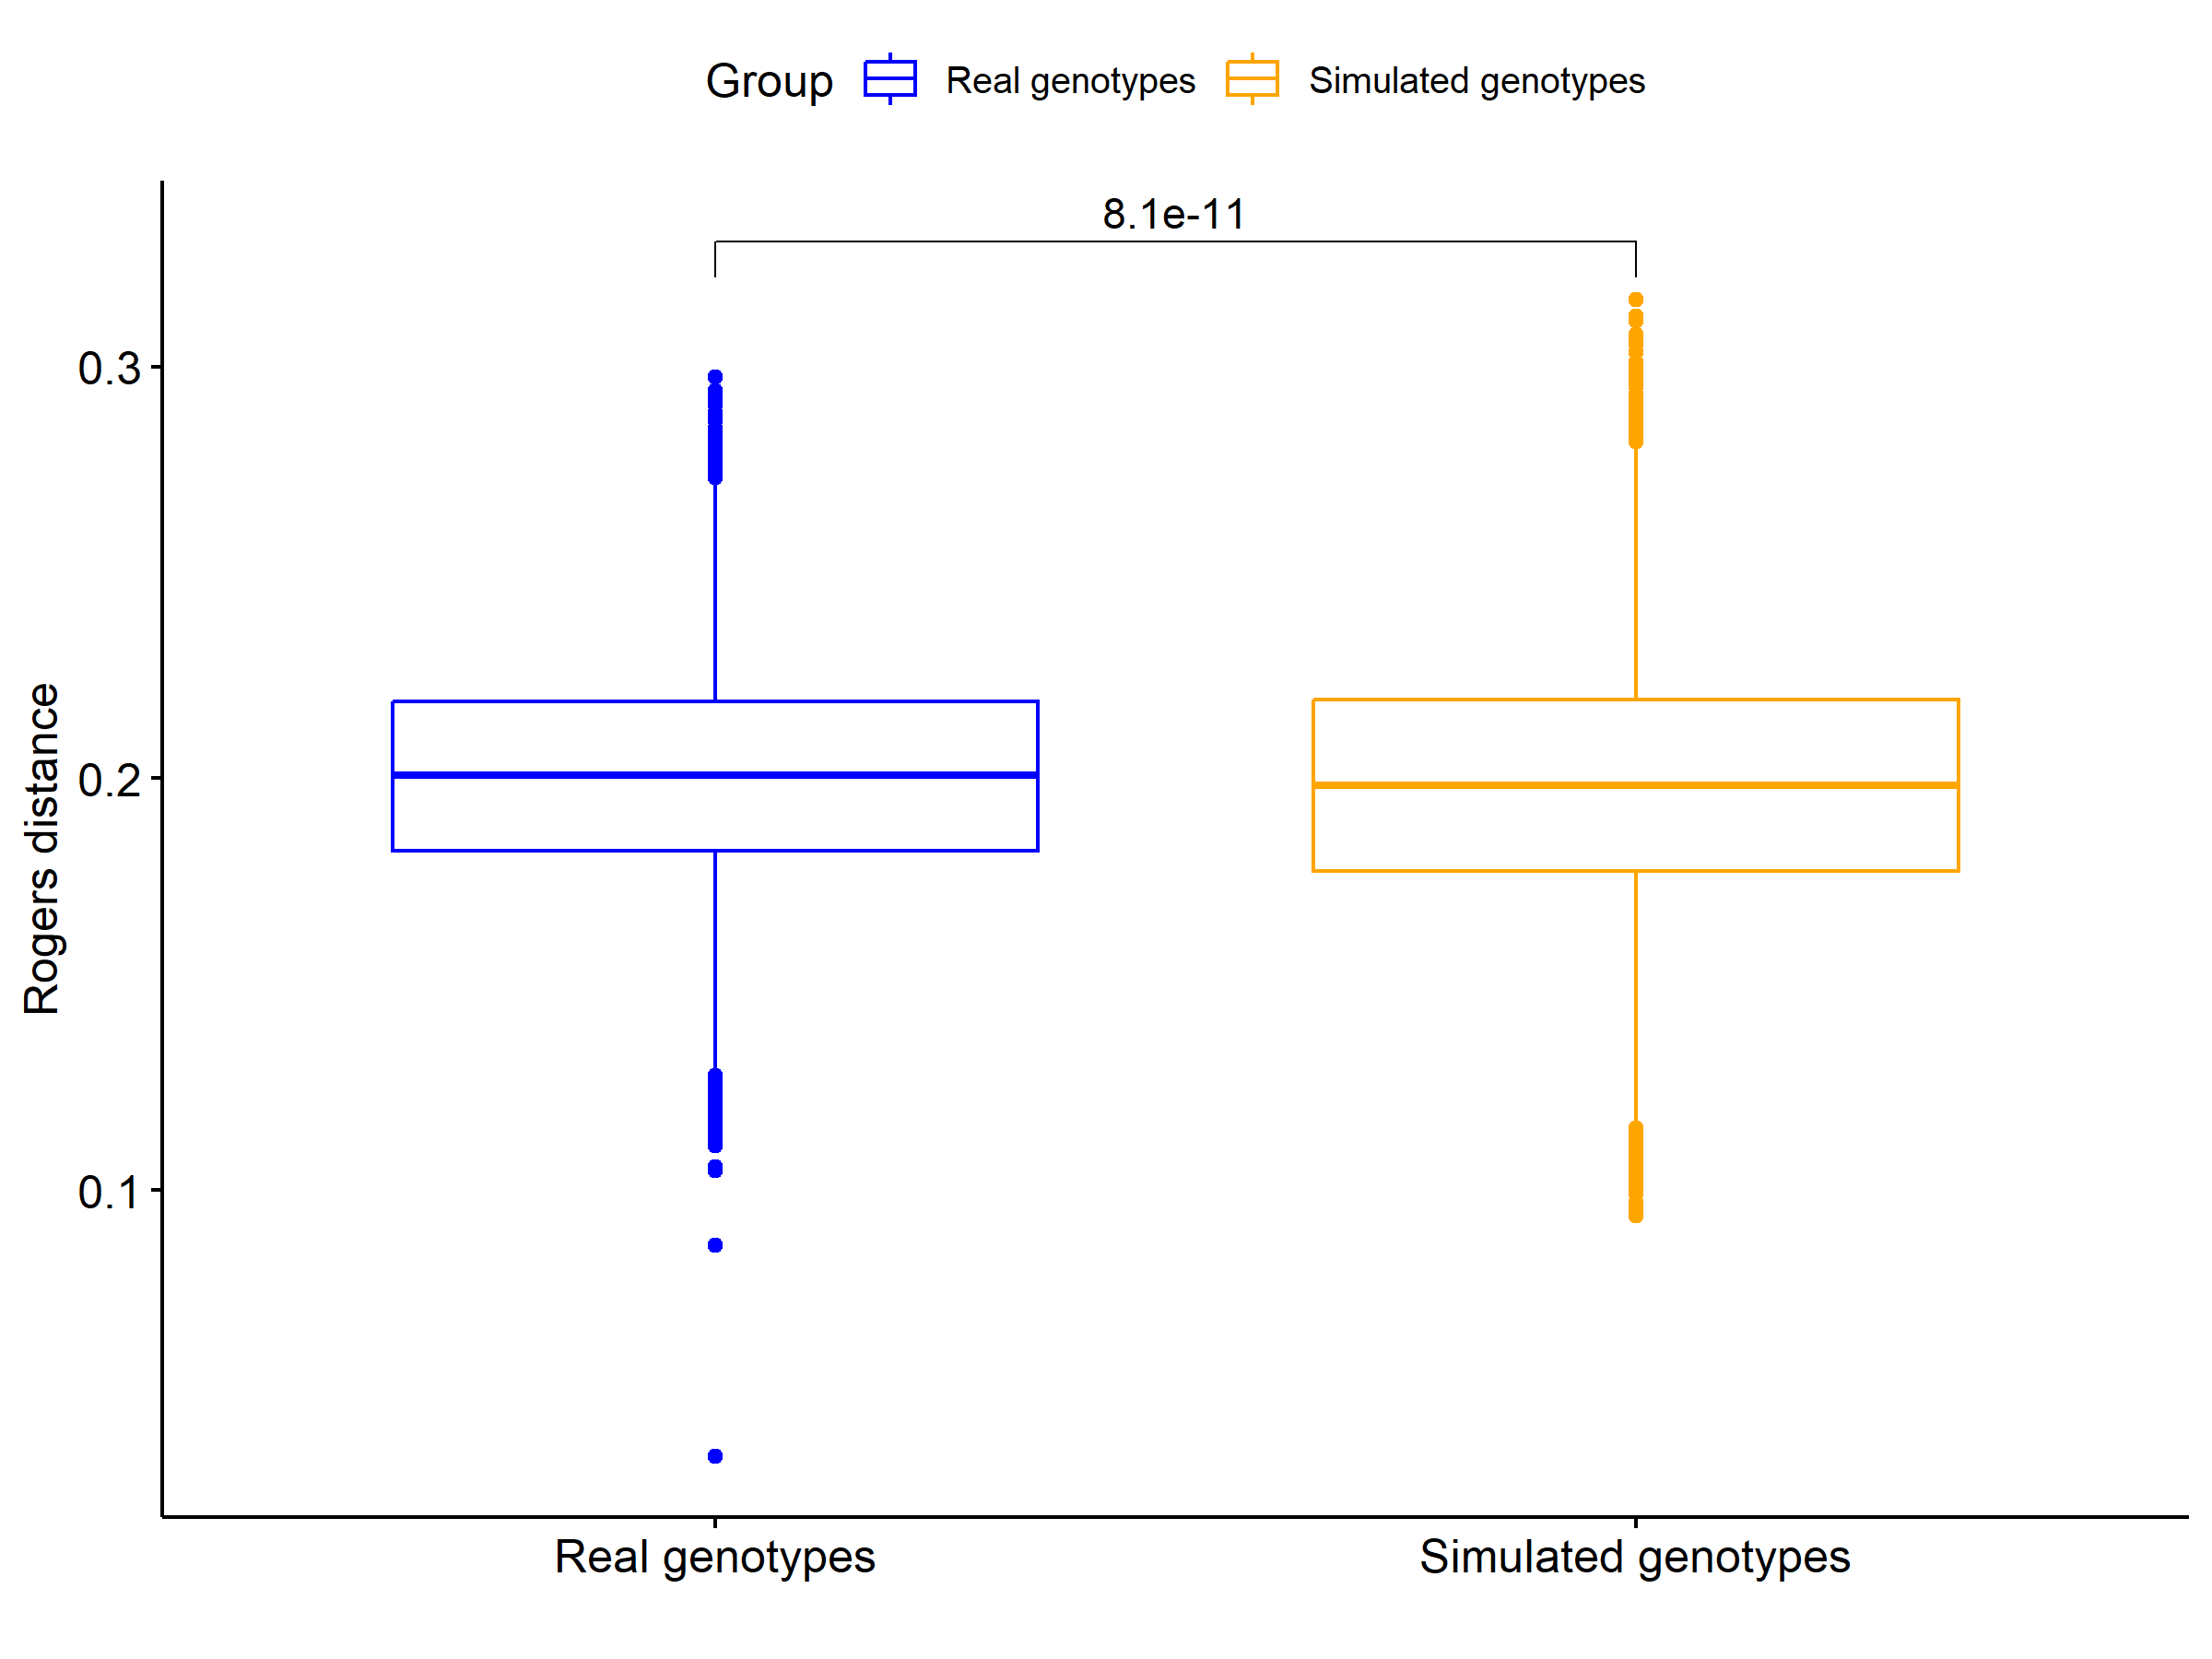 Group Real genotypes Simulated genotypes
8.1e-11
Rogers distance
0.3
0.2
0.1
Real genotypes Simulated genotypes